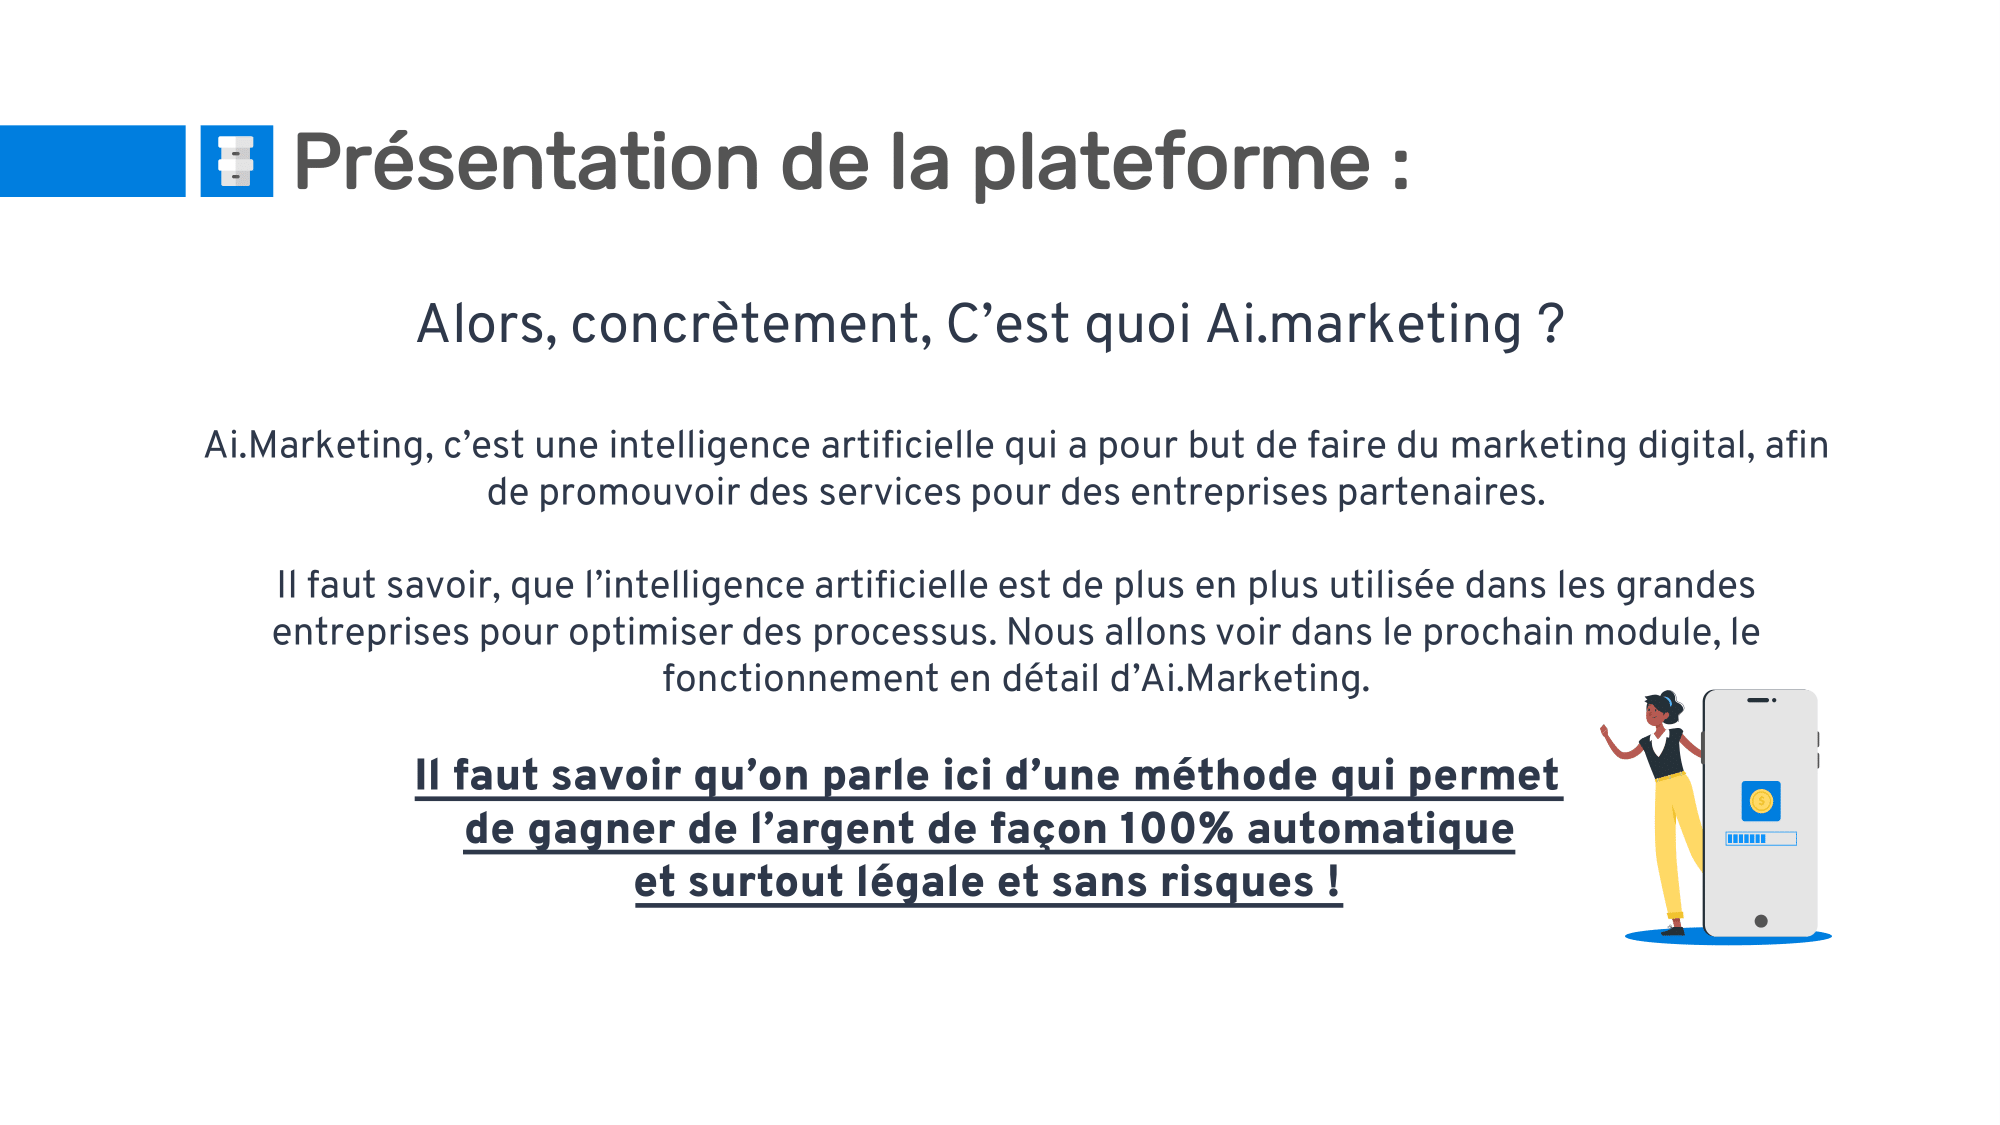 Présentation de la plateforme :
Alors, concrètement, C’est quoi Ai.marketing ?
Ai.Marketing, c’est une intelligence artificielle qui a pour but de faire du marketing digital, afin
de promouvoir des services pour des entreprises partenaires.
Il faut savoir, que l’intelligence artificielle est de plus en plus utilisée dans les grandes
entreprises pour optimiser des processus. Nous allons voir dans le prochain module, le
fonctionnement en détail d’Ai.Marketing.
Il faut savoir qu’on parle ici d’une méthode qui permet
de gagner de l’argent de façon 100% automatique
et surtout légale et sans risques !